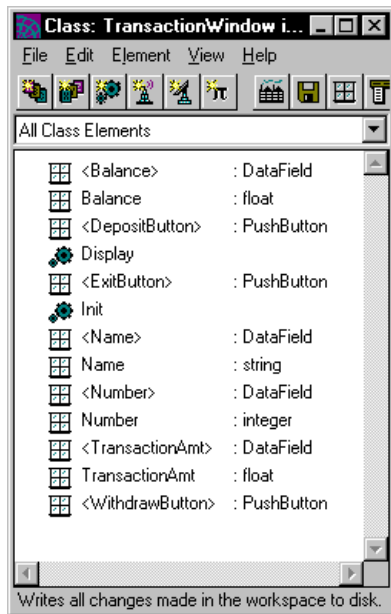 Class: TransactionWindow i...
File Edit Element View Help
All Class Elements
<Balance> : DataField
Balance : float
<DepositButton> : PushButton
Display
<ExitButton> : PushButton
Init
<Name> : DataField
Name : string
<Number> : DataField
Number : integer
<TransactionAmt> : DataField
TransactionAmt : float
<WithdrawButton> : PushButton
Writes all changes made in the workspace to disk.